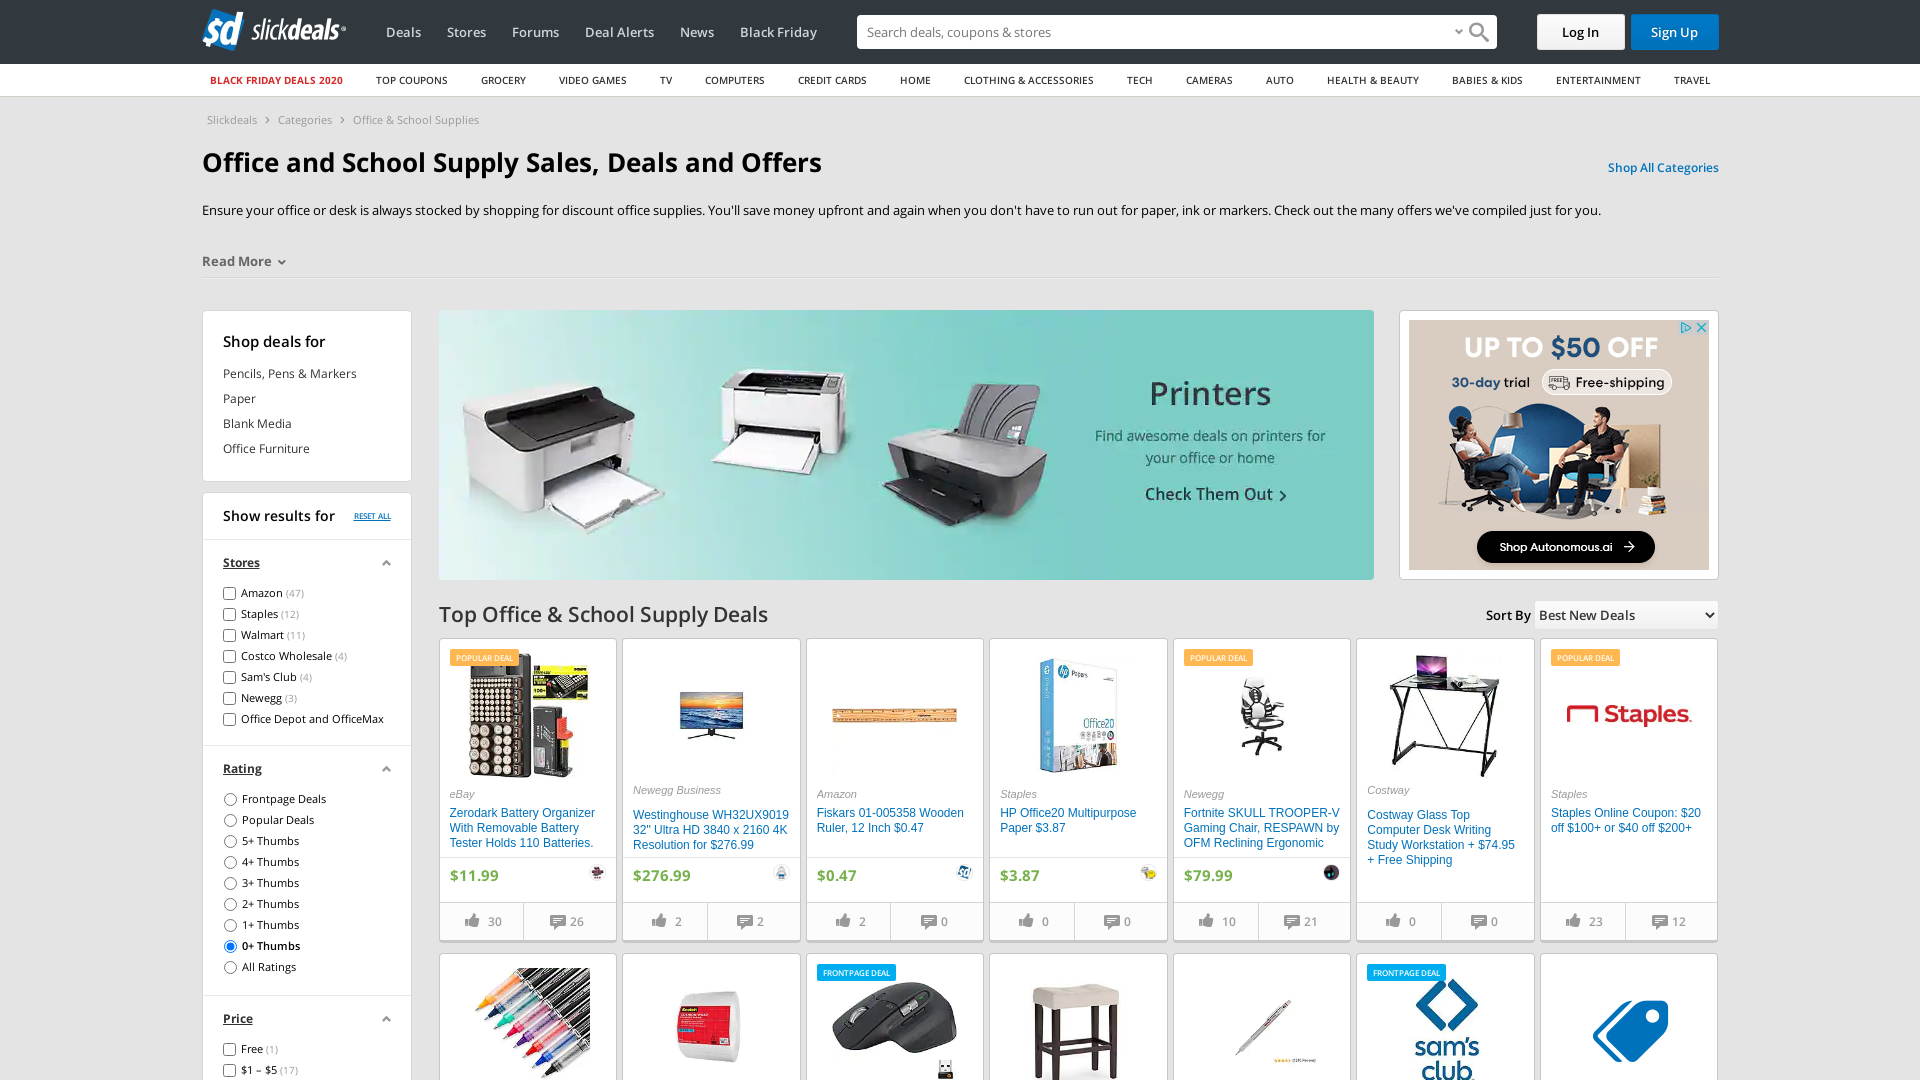 slickdeals
Deals
Stores
Forums
Deal Alerts
News
Black Friday
Search deals, coupons & stores
Log In
Sign Up
BLACK FRIDAY DEALS 2020
TOP COUPONS
GROCERY
VIDEO GAMES
TV
COMPUTERS
CREDIT CARDS
HOME
CLOTHING & ACCESSORIES
TECH
CAMERAS
AUTO
HEALTH & BEAUTY
BABIES & KIDS
ENTERTAINMENT
TRAVEL
Slickdeals > Categories > Office & School Supplies
Office and School Supply Sales, Deals and Offers
Shop All Categories
Ensure your office or desk is always stocked by shopping for discount office supplies. You'll save money upfront and again when you don't have to run out for paper, ink or markers. Check out the many offers we've compiled just for you.
Read More
Shop deals for
Pencils, Pens & Markers
Paper
Blank Media
Office Furniture
Show results for
RESET ALL
Stores
Amazon (47)
Staples (12)
Walmart (11)
Costco Wholesale (4)
Sam's Club (4)
Newegg (3)
Office Depot and OfficeMax
Rating
Frontpage Deals
Popular Deals
5+ Thumbs
4+ Thumbs
3+ Thumbs
2+ Thumbs
1+ Thumbs
0+ Thumbs
All Ratings
Price
Free (1)
$1 – $5 (17)
Printers
Find awesome deals on printers for
your office or home
Check Them Out >
UP TO $50 OFF
30-day trial
FREE
Free-shipping
Shop Autonomous.ai
Top Office & School Supply Deals
Sort By
Best New Deals
POPULAR DEAL
eBay
Zerodark Battery Organizer
With Removable Battery
Tester Holds 110 Batteries.
$11.99
30
26
Newegg Business
Westinghouse WH32UX9019
32" Ultra HD 3840 x 2160 4K
Resolution for $276.99
$276.99
2
2
Amazon
Fiskars 01-005358 Wooden
Ruler, 12 Inch $0.47
$0.47
2
0
hp Papers
Office20
Staples
HP Office20 Multipurpose
Paper $3.87
$3.87
0
0
POPULAR DEAL
Newegg
Fortnite SKULL TROOPER-V
Gaming Chair, RESPAWN by
OFM Reclining Ergonomic
$79.99
10
21
Costway
Costway Glass Top
Computer Desk Writing
Study Workstation + $74.95
+ Free Shipping
0
0
POPULAR DEAL
Staples.
Staples
Staples Online Coupon: $20
off $100+ or $40 off $200+
23
12
Scotch
FRONTPAGE DEAL
FRONTPAGE DEAL
sam's
club